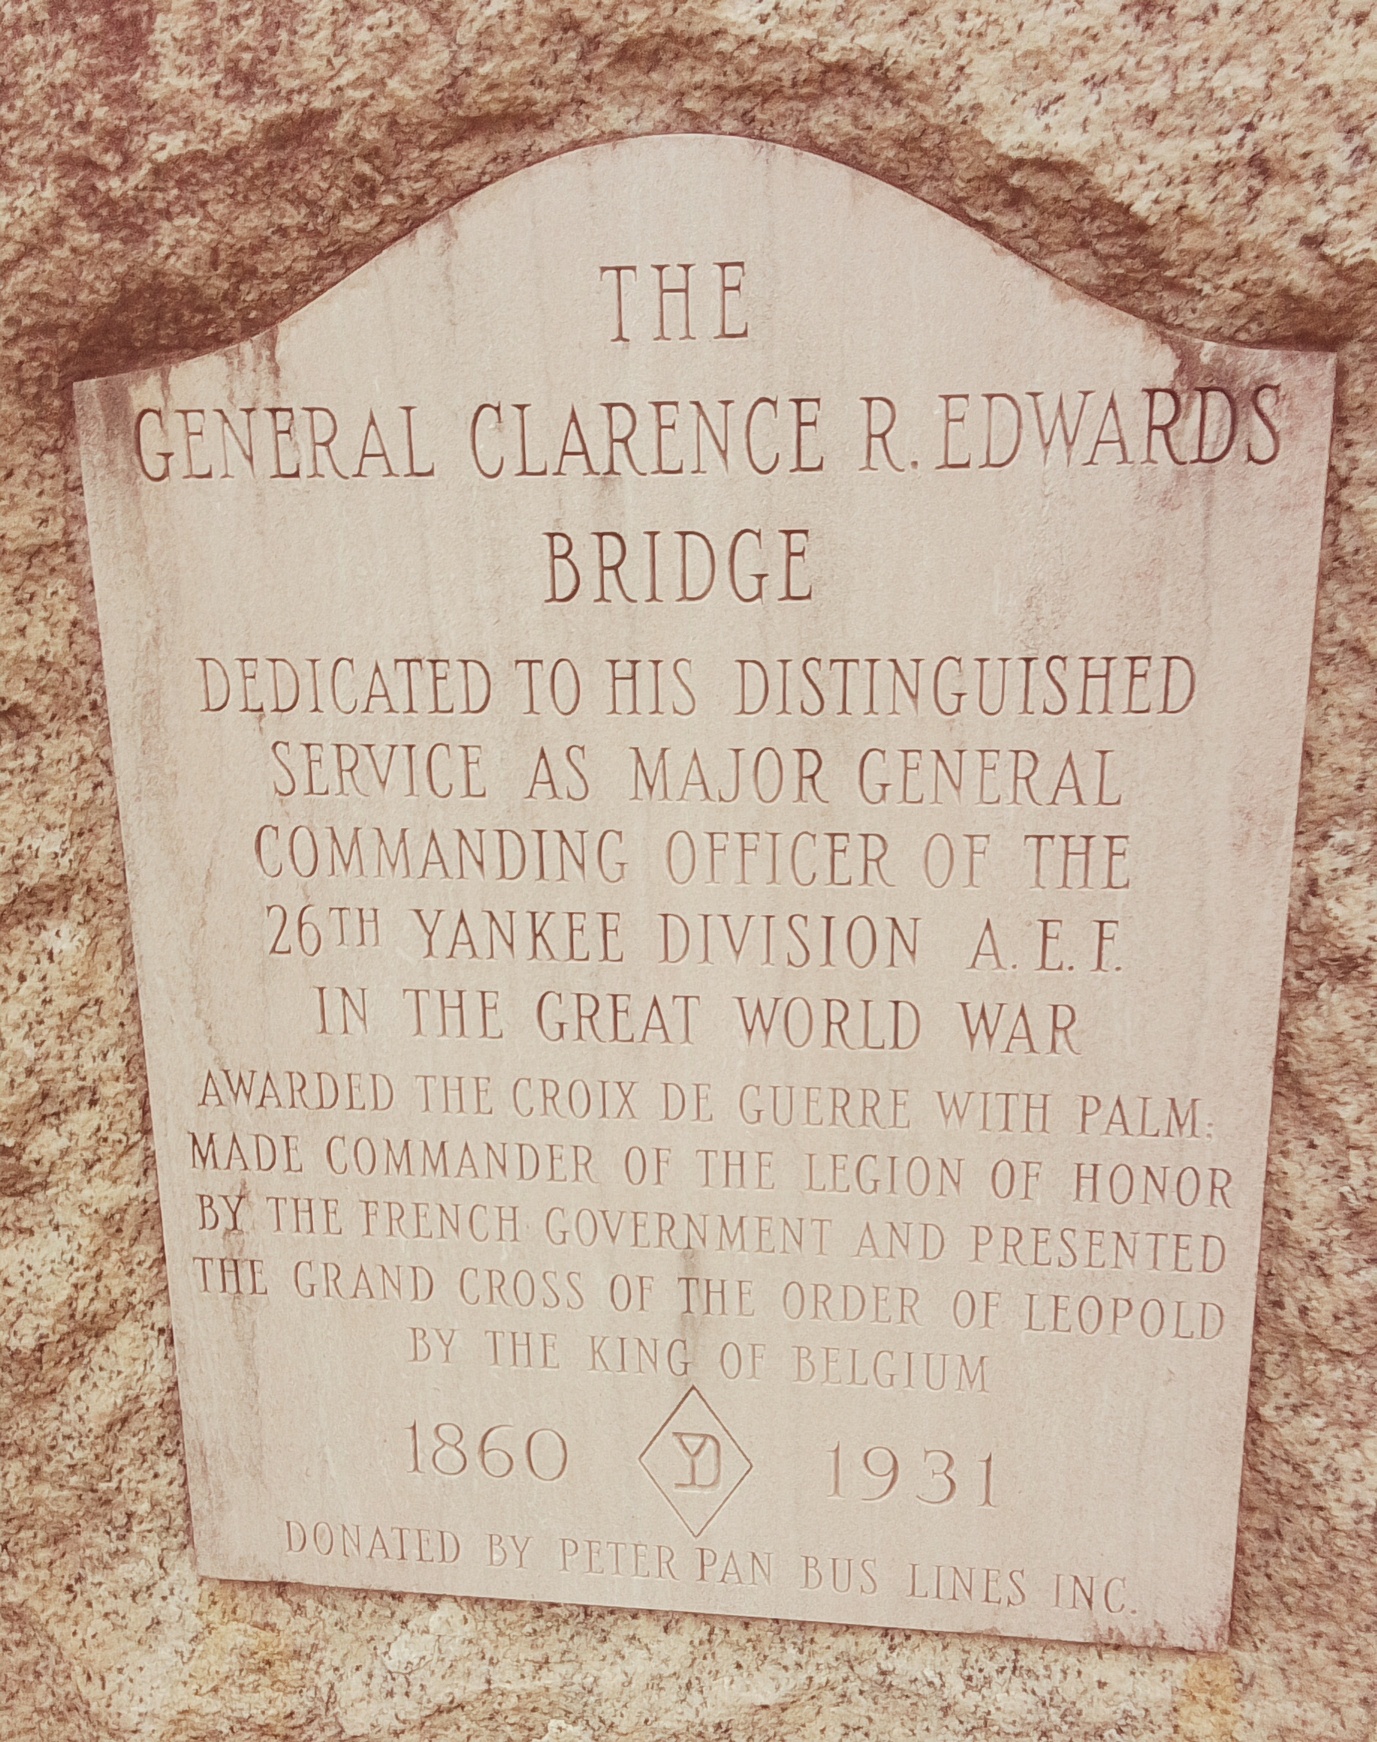 THE
GENERAL CLARENCE R. EDWARDS
BRIDGE
DEDICATED TO HIS DISTINGUISHED
SERVICE AS MAJOR GENERAL
COMMANDING OFFICER OF THE
26TH YANKEE DIVISION A.E.F.
IN THE GREAT WORLD WAR
AWARDED THE CROIX DE GUERRE WITH PALM;
MADE COMMANDER OF THE LEGION OF HONOR
BY THE FRENCH GOVERNMENT AND PRESENTED
THE GRAND CROSS OF THE ORDER OF LEOPOLD
BY THE KING OF BELGIUM
1860 YD 1931
DONATED BY PETER PAN BUS LINES INC.